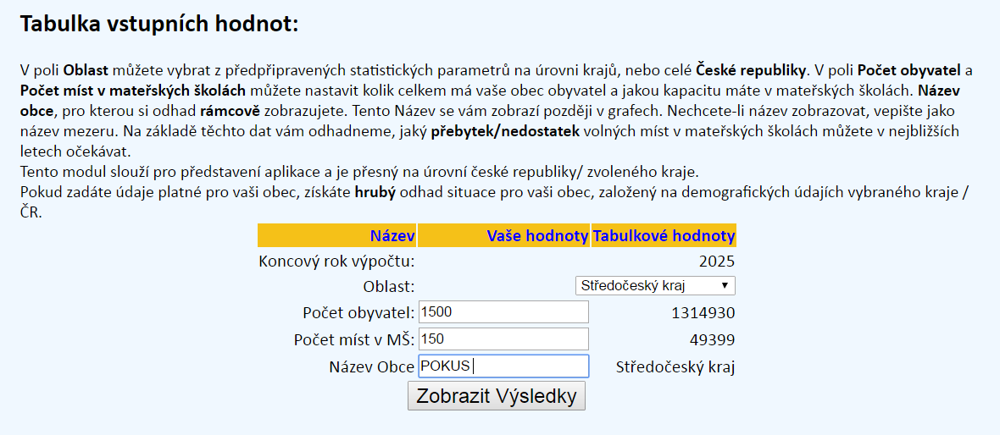 Tabulka vstupních hodnot:
V poli Oblast můžete vybrat z předpřipravených statistických parametrů na úrovni krajů, nebo celé České republiky. V poli Počet obyvatel a
Počet míst v mateřských školách můžete nastavit kolik celkem má vaše obec obyvatel a jakou kapacitu máte v mateřských školách. Název
obce, pro kterou si odhad rámcově zobrazujete. Tento Název se vám zobrazí později v grafech. Nechcete-li název zobrazovat, vepište jako
název mezeru. Na základě těchto dat vám odhadneme, jaký přebytek/nedostatek volných míst v mateřských školách můžete v nejbližších
letech očekávat.
Tento modul slouží pro představení aplikace a je přesný na úrovní české republiky/ zvoleného kraje.
Pokud zadáte údaje platné pro vaši obec, získáte hrubý odhad situace pro vaši obec, založený na demografických údajích vybraného kraje /
ČR.
Název Vaše hodnoty Tabulkové hodnoty
Koncový rok výpočtu: 2025
Oblast: Středočeský kraj
Počet obyvatel: 1500 1314930
Počet míst v MŠ: 150 49399
Název Obce POKUS Středočeský kraj
Zobrazit Výsledky